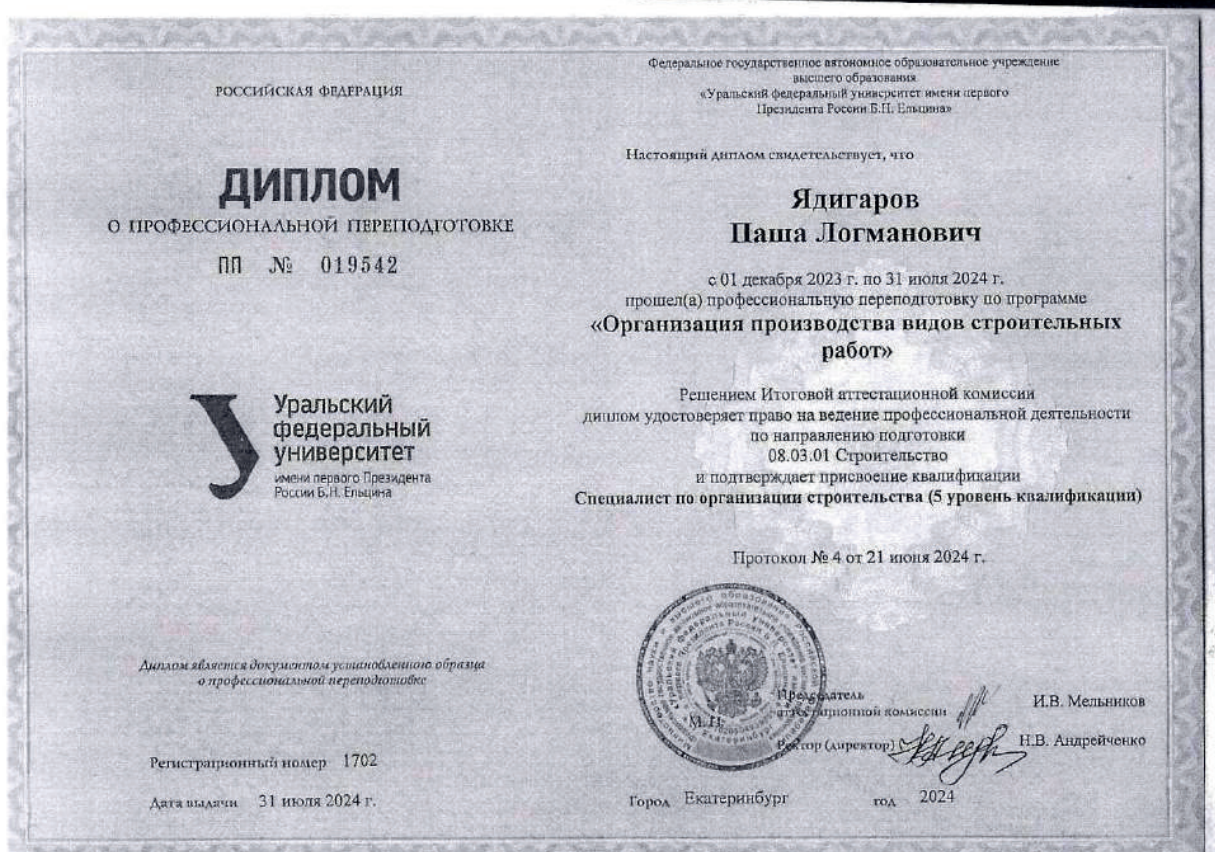 РОССИЙСКАЯ ФЕДЕРАЦИЯ
ДИПЛОМ
О ПРОФЕССИОНАЛЬНОЙ ПЕРЕПОДГОТОВКЕ
ПП № 019542
Уральский
федеральный
университет
имени первого Президента
России Б.Н. Ельцина
Диплом является документом установленного образца
о профессиональной переподготовке
Регистрационный номер 1702
Дата выдачи 31 июля 2024 г.
Федеральное государственное автономное образовательное учреждение
высшего образования
«Уральский федеральный университет имени первого
Президента России Б.Н. Ельцина»
Настоящий диплом свидетельствует, что
Ядигаров
Паша Логманович
с 01 декабря 2023 г. по 31 июля 2024 г.
прошел(а) профессиональную переподготовку по программе
«Организация производства видов строительных
работ»
Решением Итоговой аттестационной комиссии
диплом удостоверяет право на ведение профессиональной деятельности
по направлению подготовки
08.03.01 Строительство
и подтверждает присвоение квалификации
Специалист по организации строительства (5 уровень квалификации)
Протокол № 4 от 21 июня 2024 г.
М.П.
Председатель
аттестационной комиссии И.В. Мельников
Ректор (директор) Н.В. Андрейченко
Город Екатеринбург год 2024